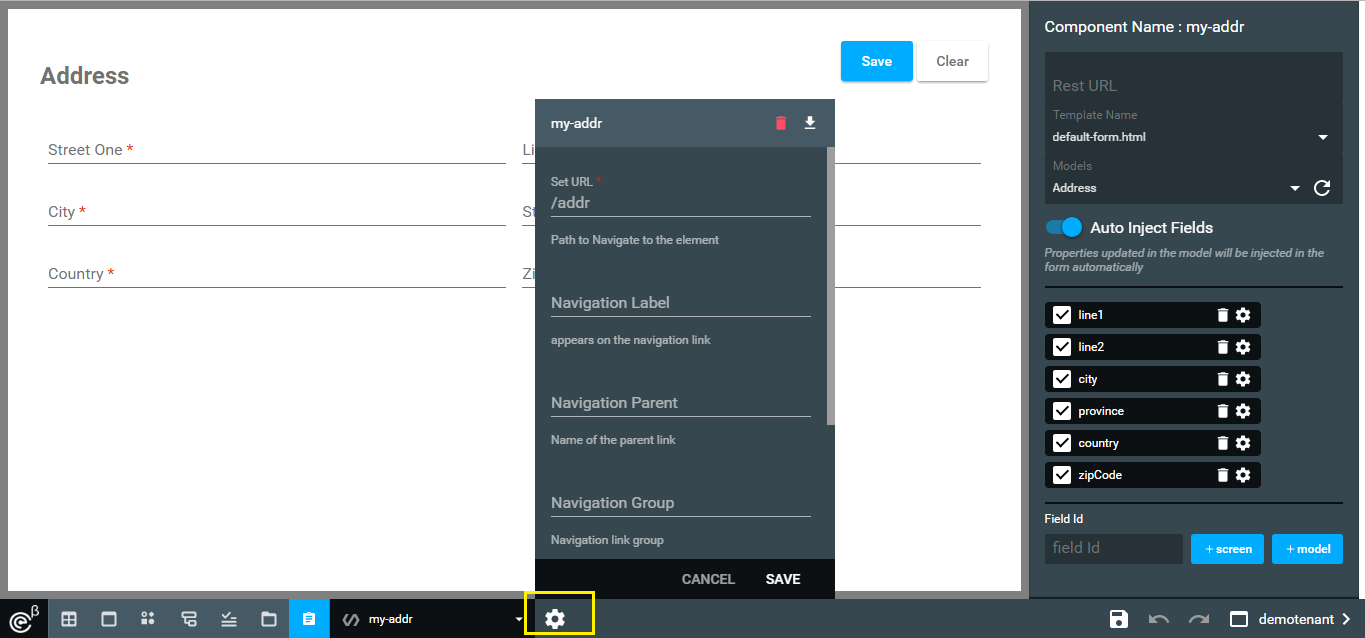 Address
Save
Clear
Street One *
Li
City *
St
Country *
Zi
my-addr
Set URL *
/addr
Path to Navigate to the element
Navigation Label
appears on the navigation link
Navigation Parent
Name of the parent link
Navigation Group
Navigation link group
CANCEL
SAVE
Component Name : my-addr
Rest URL
Template Name
default-form.html
Models
Address
Auto Inject Fields
Properties updated in the model will be injected in the
form automatically
line1
line2
city
province
country
zipCode
Field Id
field Id
+ screen
+ model
e β
my-addr
demotenant